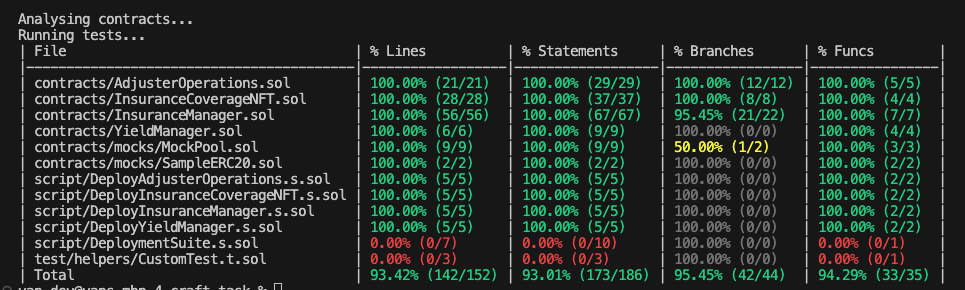 Analysing contracts...
Running tests...
| File | % Lines | % Statements | % Branches | % Funcs |
|-----------------------------------------|------------------|------------------|----------------|----------------|
| contracts/AdjusterOperations.sol | 100.00% (21/21) | 100.00% (29/29) | 100.00% (12/12) | 100.00% (5/5) |
| contracts/InsuranceCoverageNFT.sol | 100.00% (28/28) | 100.00% (37/37) | 100.00% (8/8) | 100.00% (4/4) |
| contracts/InsuranceManager.sol | 100.00% (56/56) | 100.00% (67/67) | 95.45% (21/22) | 100.00% (7/7) |
| contracts/YieldManager.sol | 100.00% (6/6) | 100.00% (9/9) | 100.00% (0/0) | 100.00% (4/4) |
| contracts/mocks/MockPool.sol | 100.00% (9/9) | 100.00% (9/9) | 50.00% (1/2) | 100.00% (3/3) |
| contracts/mocks/SampleERC20.sol | 100.00% (2/2) | 100.00% (2/2) | 100.00% (0/0) | 100.00% (2/2) |
| script/DeployAdjusterOperations.s.sol | 100.00% (5/5) | 100.00% (5/5) | 100.00% (0/0) | 100.00% (2/2) |
| script/DeployInsuranceCoverageNFT.s.sol | 100.00% (5/5) | 100.00% (5/5) | 100.00% (0/0) | 100.00% (2/2) |
| script/DeployInsuranceManager.s.sol | 100.00% (5/5) | 100.00% (5/5) | 100.00% (0/0) | 100.00% (2/2) |
| script/DeployYieldManager.s.sol | 100.00% (5/5) | 100.00% (5/5) | 100.00% (0/0) | 100.00% (2/2) |
| script/DeploymentSuite.s.sol | 0.00% (0/7) | 0.00% (0/10) | 100.00% (0/0) | 0.00% (0/1) |
| test/helpers/CustomTest.t.sol | 0.00% (0/3) | 0.00% (0/3) | 100.00% (0/0) | 0.00% (0/1) |
| Total | 93.42% (142/152) | 93.01% (173/186) | 95.45% (42/44) | 94.29% (33/35) |